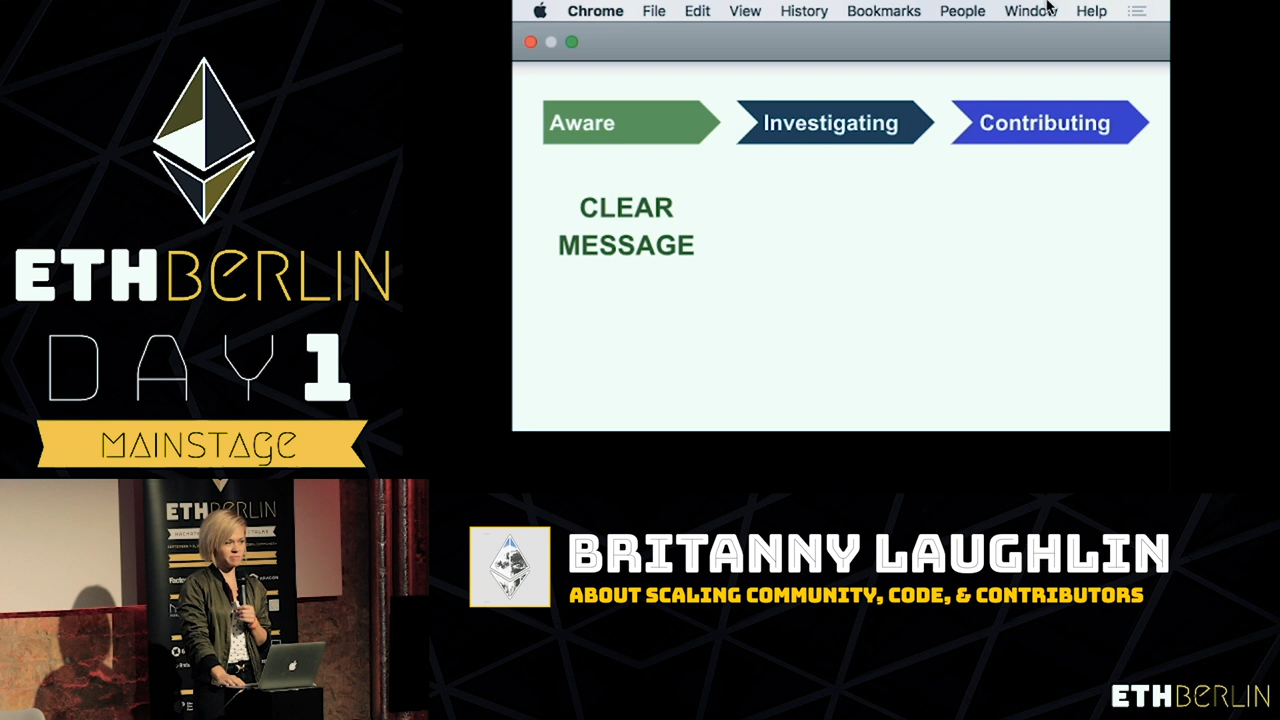 ETHBERLIN
DAY 1
MAINSTAGE
Chrome File Edit View History Bookmarks People Window Help
Aware
Investigating
Contributing
CLEAR
MESSAGE
ETHBERLIN
BRITANNY LAUGHLIN
ABOUT SCALING COMMUNITY, CODE, & CONTRIBUTORS
ETHBERLIN